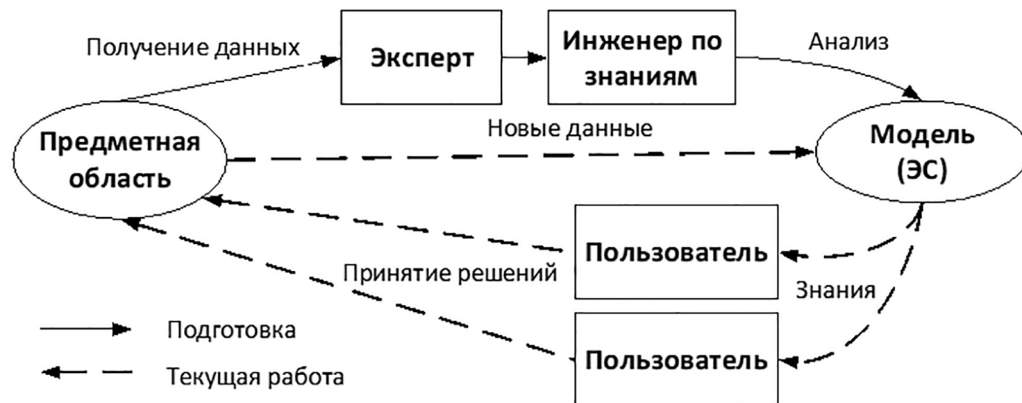 Получение данных
Эксперт
Инженер по
знаниям
Анализ
Предметная
область
Новые данные
Модель
(ЭС)
Пользователь
Принятие решений
Знания
Пользователь
Подготовка
Текущая работа